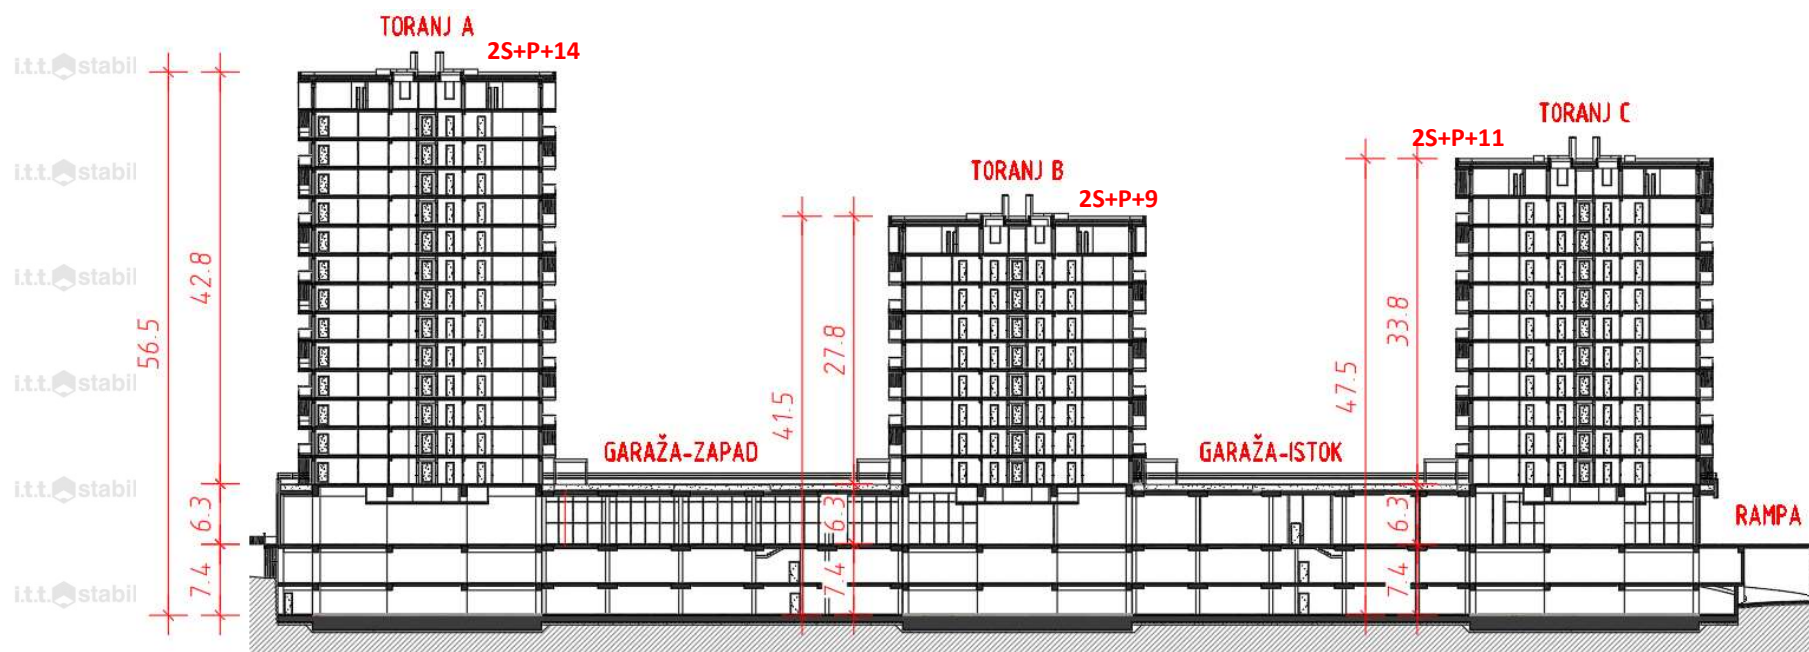 TORANJ A
2S+P+14
i.t.t. stabil
TORANJ C
2S+P+11
i.t.t. stabil
TORANJ B
2S+P+9
42.8
i.t.t. stabil
56.5
27.8
33.8
41.5
47.5
i.t.t. stabil
GARAŽA-ZAPAD
GARAŽA-ISTOK
i.t.t. stabil
6.3
6.3
6.3
RAMPA
7.4
7.4
7.4
i.t.t. stabil